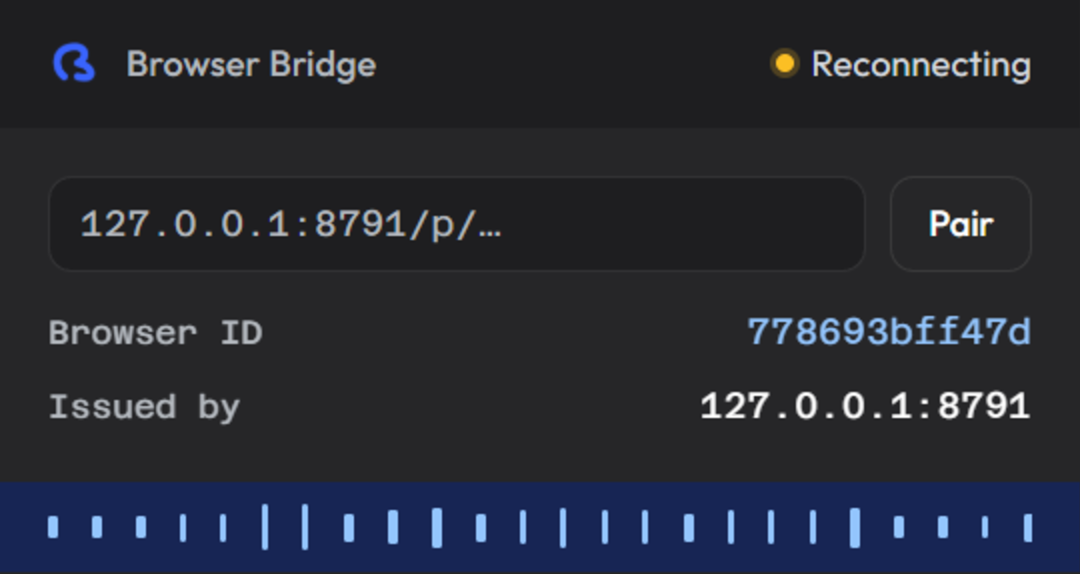 Browser Bridge
Reconnecting
127.0.0.1:8791/p/…
Pair
Browser ID
778693bff47d
Issued by
127.0.0.1:8791